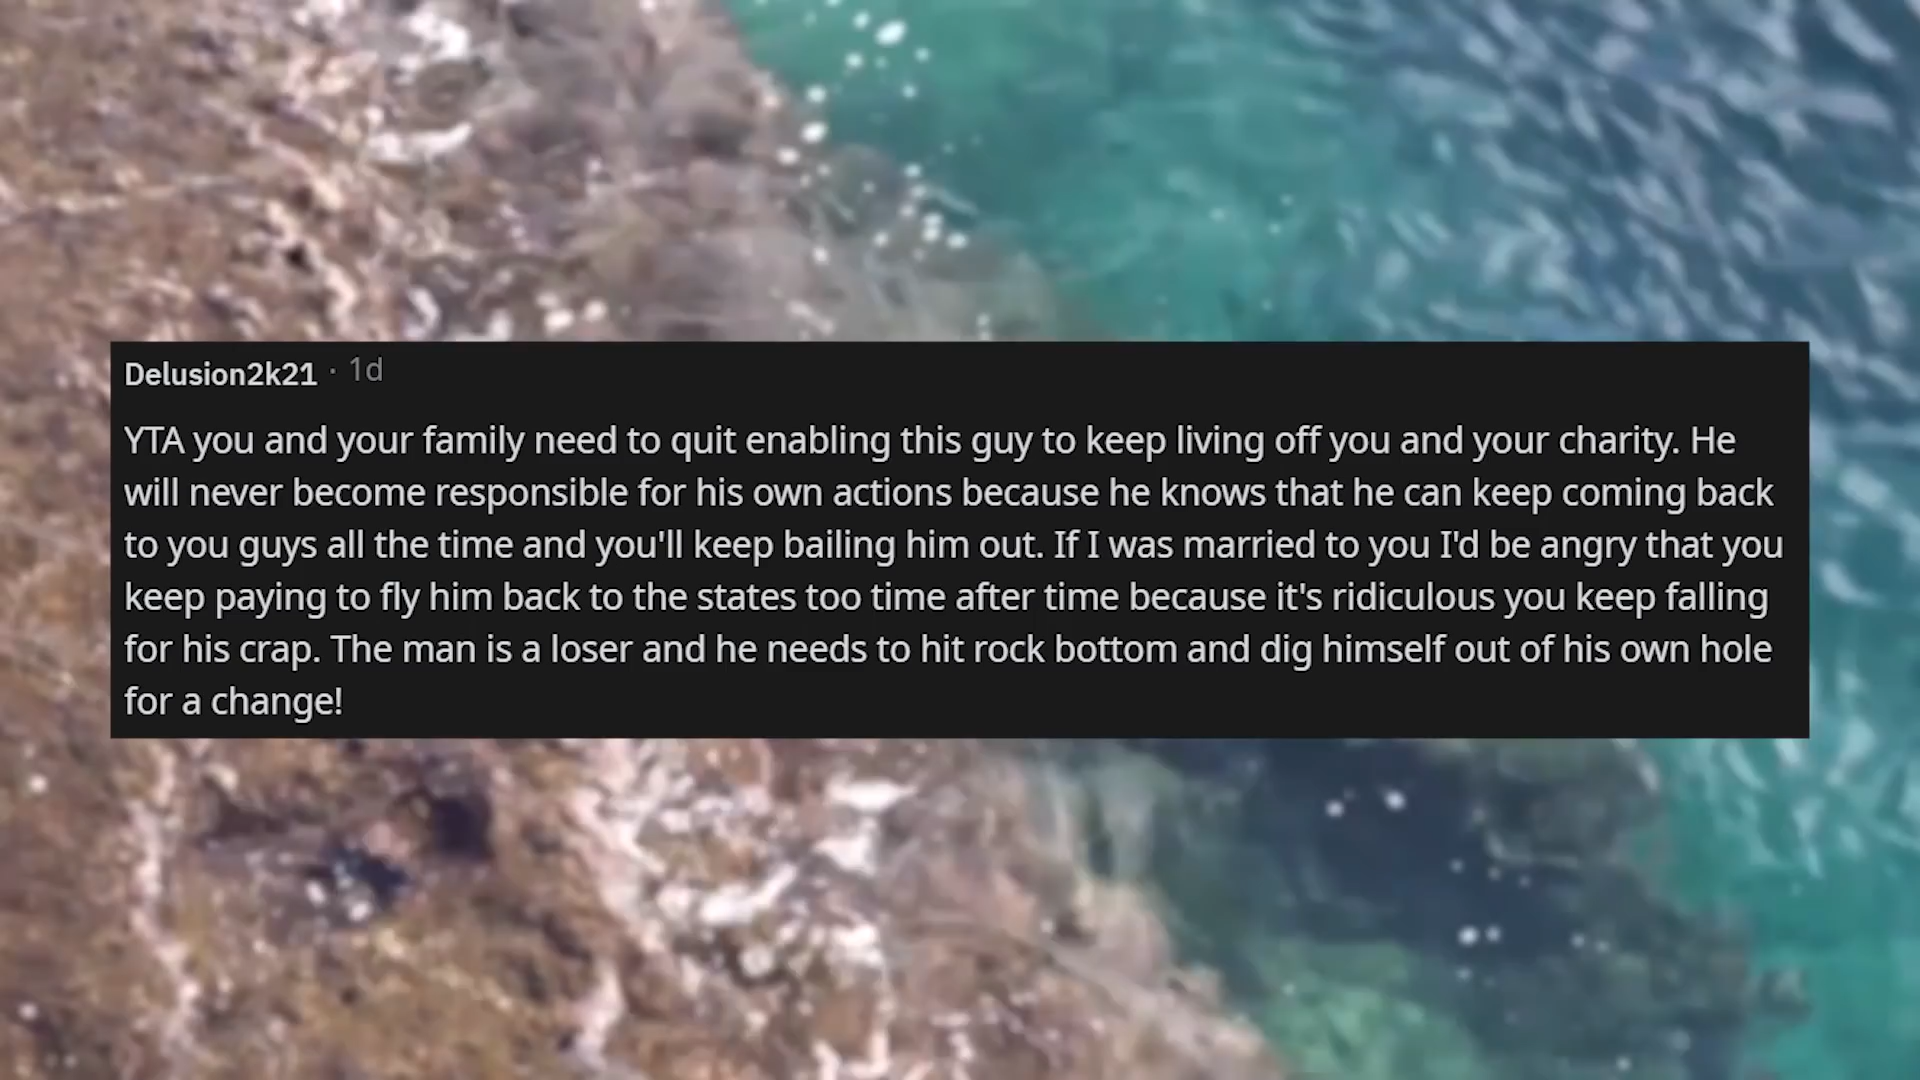 Delusion2k21 · 1d
YTA you and your family need to quit enabling this guy to keep living off you and your charity. He
will never become responsible for his own actions because he knows that he can keep coming back
to you guys all the time and you'll keep bailing him out. If I was married to you I'd be angry that you
keep paying to fly him back to the states too time after time because it's ridiculous you keep falling
for his crap. The man is a loser and he needs to hit rock bottom and dig himself out of his own hole
for a change!